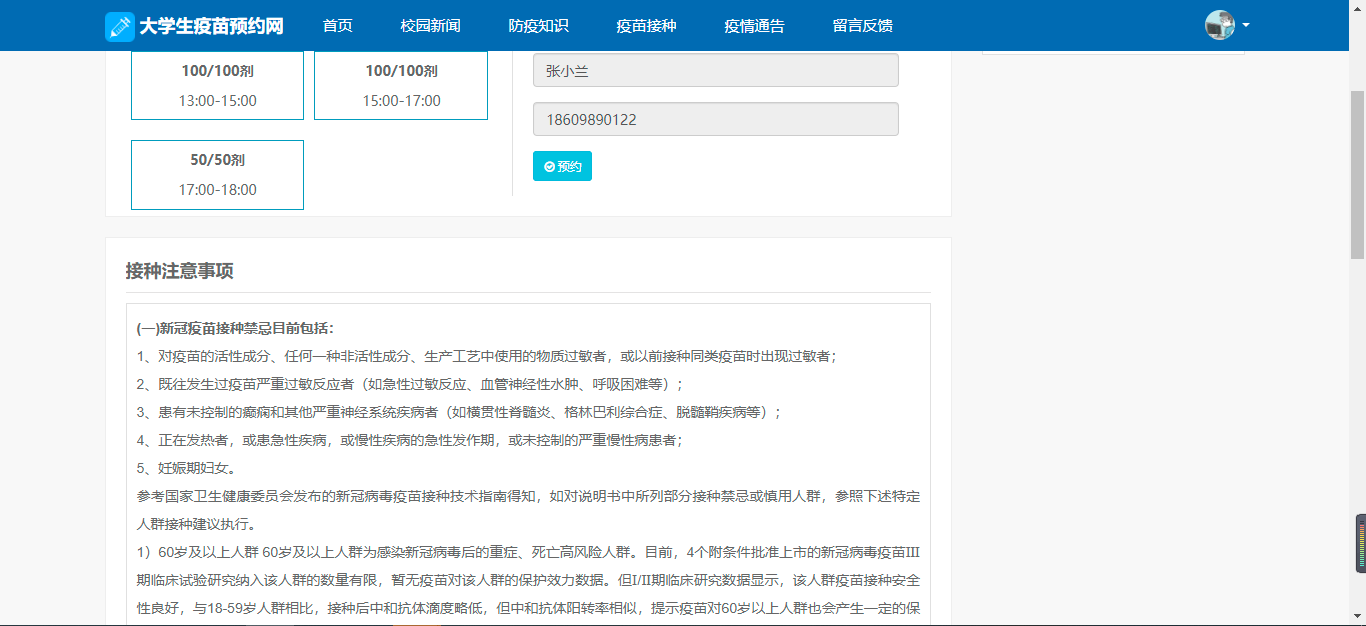 大学生疫苗预约网 首页 校园新闻 防疫知识 疫苗接种 疫情通告 留言反馈
100/100剂
13:00-15:00
100/100剂
15:00-17:00
50/50剂
17:00-18:00
张小兰
18609890122
预约
接种注意事项
(一)新冠疫苗接种禁忌目前包括：
1、对疫苗的活性成分、任何一种非活性成分、生产工艺中使用的物质过敏者，或以前接种同类疫苗时出现过敏者；
2、既往发生过疫苗严重过敏反应者（如急性过敏反应、血管神经性水肿、呼吸困难等）；
3、患有未控制的癫痫和其他严重神经系统疾病者（如横贯性脊髓炎、格林巴利综合症、脱髓鞘疾病等）；
4、正在发热者，或患急性疾病，或慢性疾病的急性发作期，或未控制的严重慢性病患者；
5、妊娠期妇女。
参考国家卫生健康委员会发布的新冠病毒疫苗接种技术指南得知，如对说明书中所列部分接种禁忌或慎用人群，参照下述特定
人群接种建议执行。
1）60岁及以上人群 60岁及以上人群为感染新冠病毒后的重症、死亡高风险人群。目前，4个附条件批准上市的新冠病毒疫苗III
期临床试验研究纳入该人群的数量有限，暂无疫苗对该人群的保护效力数据。但I/II期临床研究数据显示，该人群疫苗接种安全
性良好，与18-59岁人群相比，接种后中和抗体滴度略低，但中和抗体阳转率相似，提示疫苗对60岁以上人群也会产生一定的保